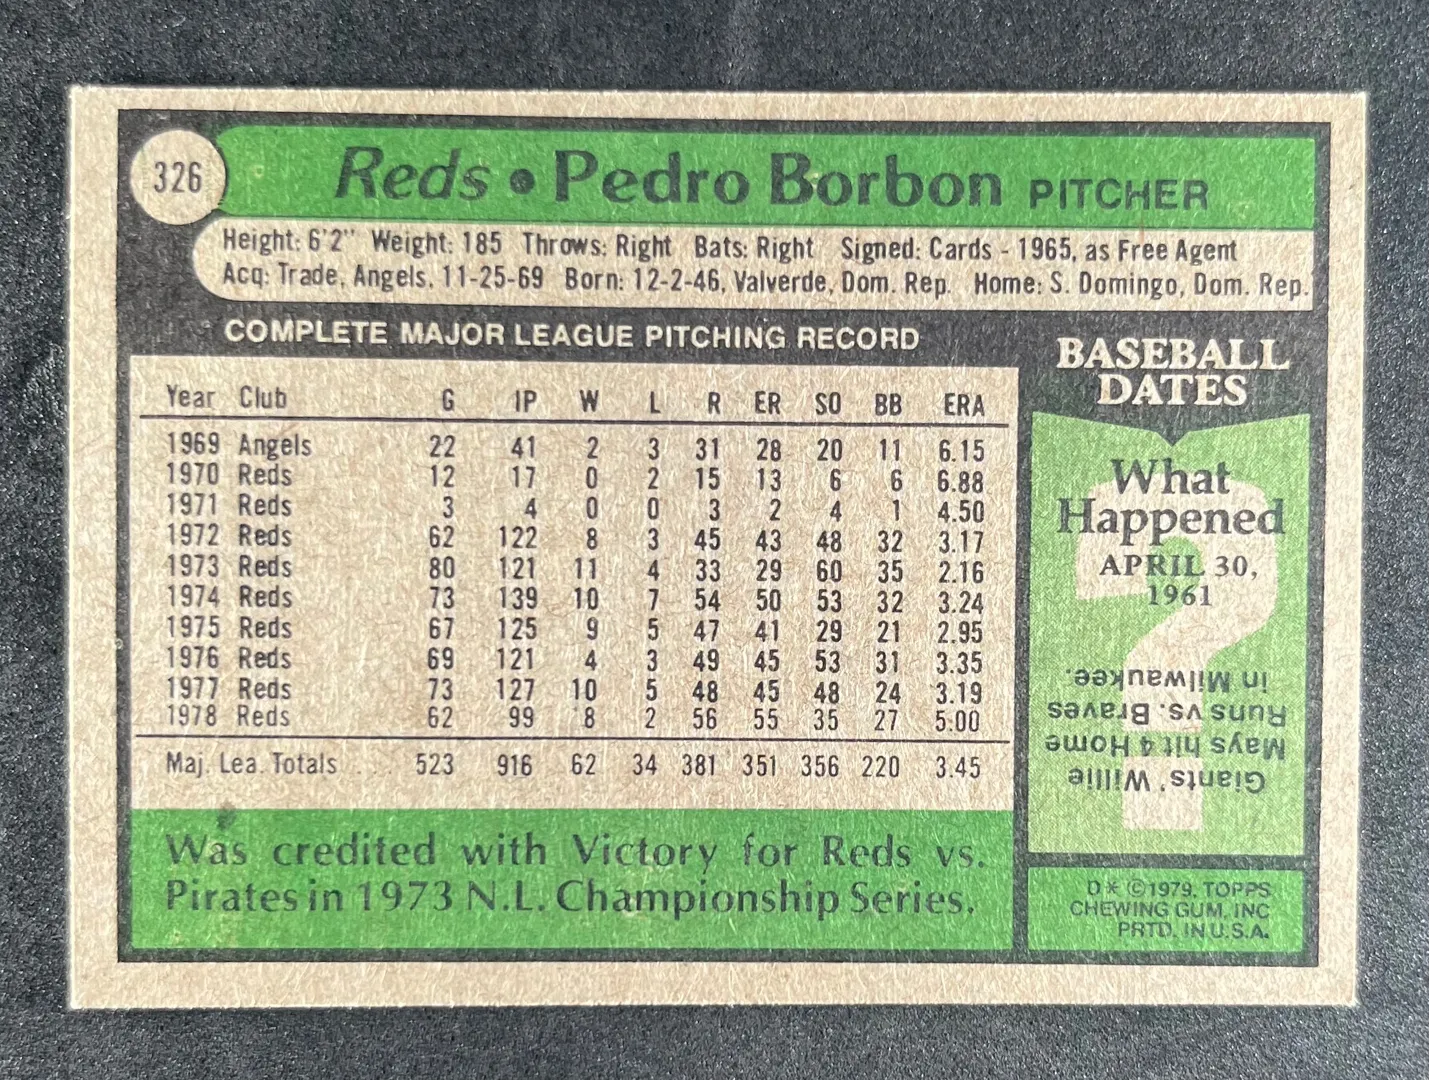 326
Reds • Pedro Borbon PITCHER
Height: 6'2" Weight: 185 Throws: Right Bats: Right Signed: Cards - 1965, as Free Agent
Acq: Trade, Angels, 11-25-69 Born: 12-2-46, Valverde, Dom. Rep. Home: S. Domingo, Dom. Rep.
COMPLETE MAJOR LEAGUE PITCHING RECORD
Year Club G IP W L R ER SO BB ERA
1969 Angels 22 41 2 3 31 28 20 11 6.15
1970 Reds 12 17 0 2 15 13 6 6 6.88
1971 Reds 3 4 0 0 3 2 4 1 4.50
1972 Reds 62 122 8 3 45 43 48 32 3.17
1973 Reds 80 121 11 4 33 29 60 35 2.16
1974 Reds 73 139 10 7 54 50 53 32 3.24
1975 Reds 67 125 9 5 47 41 29 21 2.95
1976 Reds 69 121 4 3 49 45 53 31 3.35
1977 Reds 73 127 10 5 48 45 48 24 3.19
1978 Reds 62 99 8 2 56 55 35 27 5.00
Maj. Lea. Totals 523 916 62 34 381 351 356 220 3.45
Was credited with Victory for Reds vs.
Pirates in 1973 N.L. Championship Series.
BASEBALL
DATES
What
Happened
APRIL 30,
1961
?
Giants' Willie
Mays hit 4 Home
Runs vs. Braves
in Milwaukee.
D* ©1979, TOPPS
CHEWING GUM, INC
PRTD. IN U.S.A.